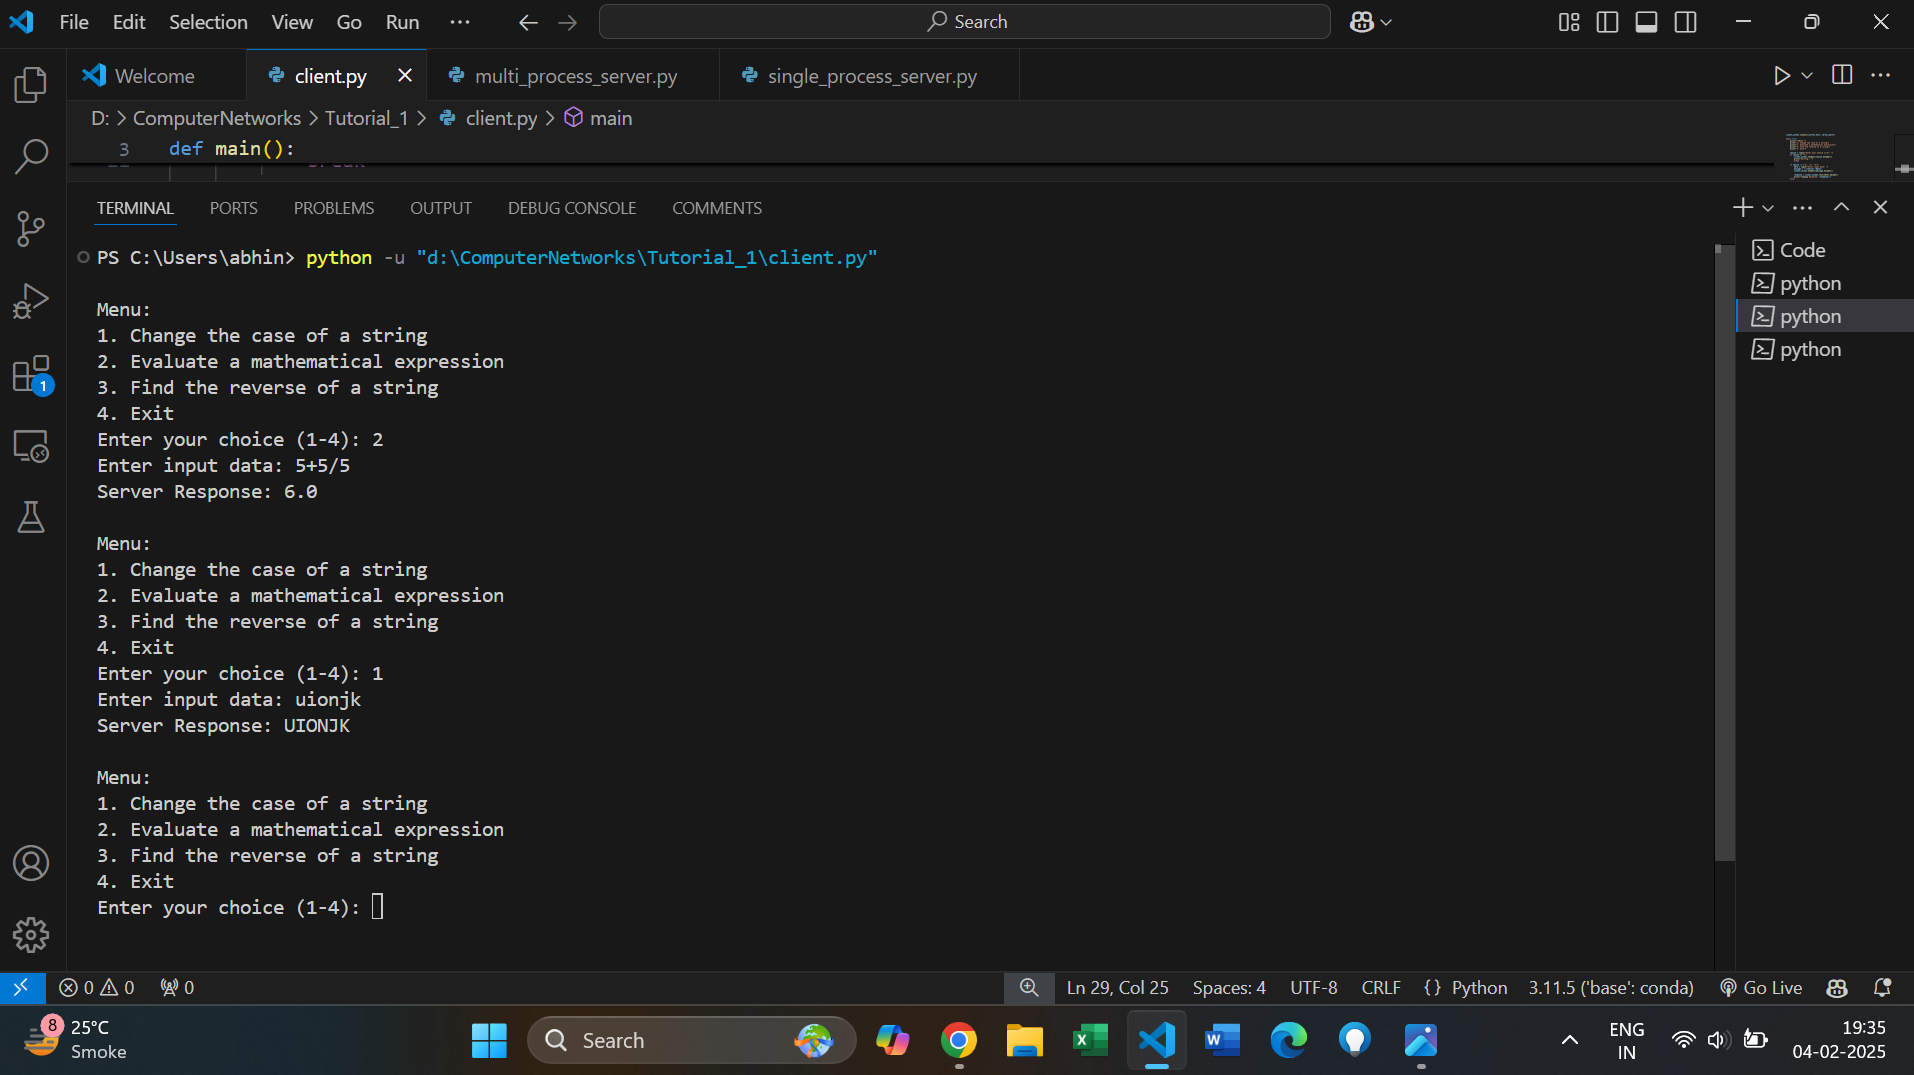 File Edit Selection View Go Run ···
Search
Welcome client.py multi_process_server.py single_process_server.py
D: > ComputerNetworks > Tutorial_1 > client.py > main
3 def main():
TERMINAL PORTS PROBLEMS OUTPUT DEBUG CONSOLE COMMENTS
PS C:\Users\abhin> python -u "d:\ComputerNetworks\Tutorial_1\client.py"
Menu:
1. Change the case of a string
2. Evaluate a mathematical expression
3. Find the reverse of a string
4. Exit
Enter your choice (1-4): 2
Enter input data: 5+5/5
Server Response: 6.0
Menu:
1. Change the case of a string
2. Evaluate a mathematical expression
3. Find the reverse of a string
4. Exit
Enter your choice (1-4): 1
Enter input data: uionjk
Server Response: UIONJK
Menu:
1. Change the case of a string
2. Evaluate a mathematical expression
3. Find the reverse of a string
4. Exit
Enter your choice (1-4):
Code
python
python
python
1
0 0 0 Ln 29, Col 25 Spaces: 4 UTF-8 CRLF {} Python 3.11.5 ('base': conda) Go Live
8 25°C
Smoke
Search
ENG
IN
19:35
04-02-2025